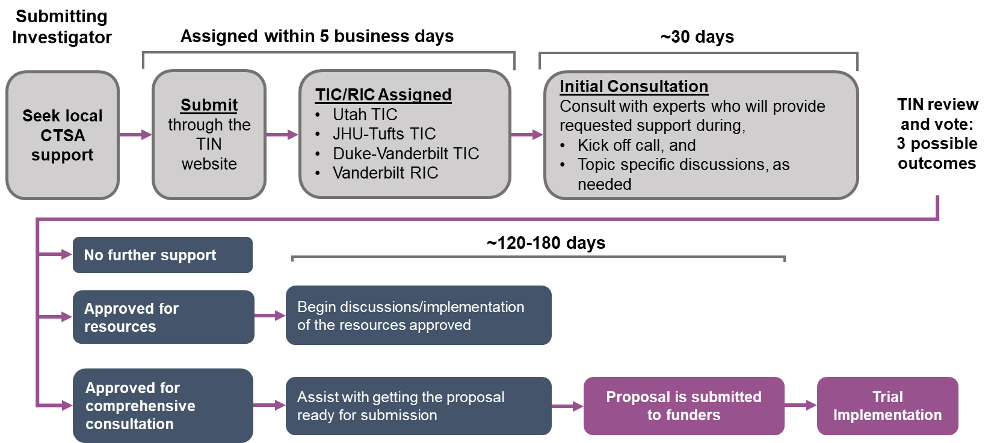 Submitting
Investigator
Assigned within 5 business days
~30 days
Seek local
CTSA
support
Submit
through the
TIN
website
TIC/RIC Assigned
• Utah TIC
• JHU-Tufts TIC
• Duke-Vanderbilt TIC
• Vanderbilt RIC
Initial Consultation
Consult with experts who will provide
requested support during,
• Kick off call, and
• Topic specific discussions, as
needed
TIN review
and vote:
3 possible
outcomes
No further support
~120-180 days
Approved for
resources
Begin discussions/implementation
of the resources approved
Approved for
comprehensive
consultation
Assist with getting the proposal
ready for submission
Proposal is submitted
to funders
Trial
Implementation